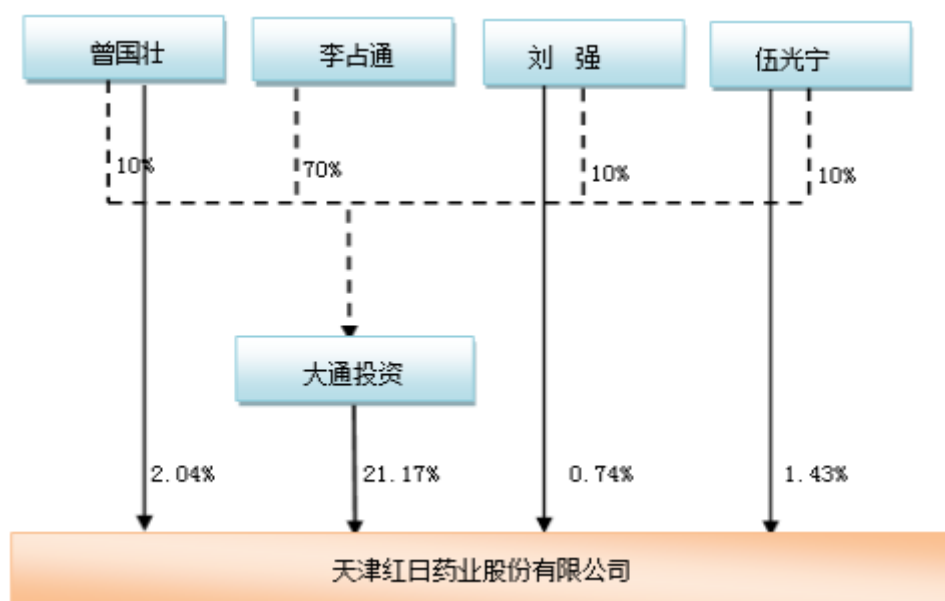 曾国壮
李占通
刘 强
伍光宁
10%
70%
10%
10%
大通投资
2.04%
21.17%
0.74%
1.43%
天津红日药业股份有限公司